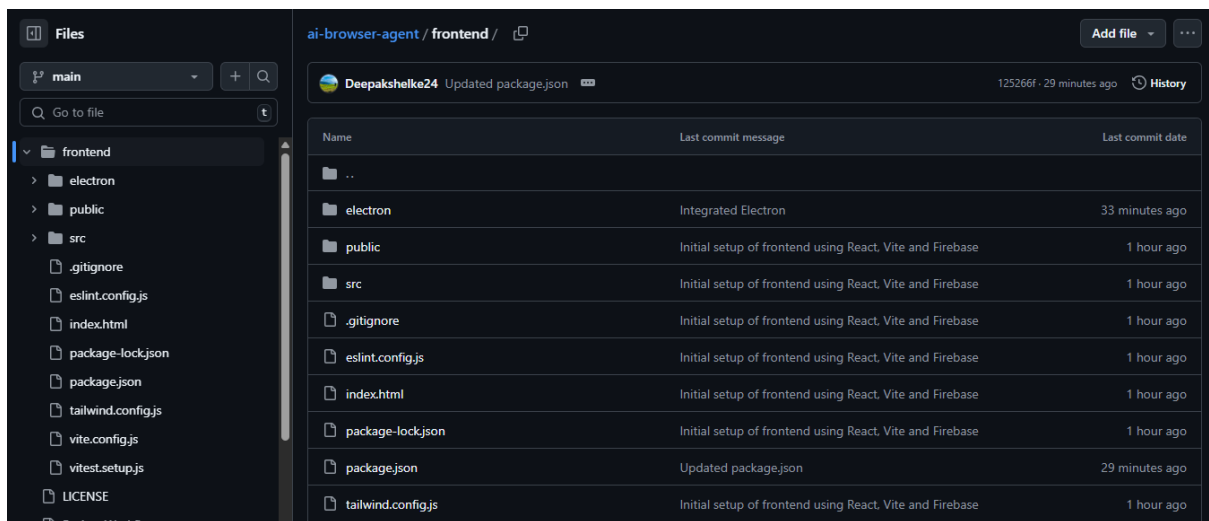 Files
main
Go to file
t
frontend
electron
public
src
.gitignore
eslint.config.js
index.html
package-lock.json
package.json
tailwind.config.js
vite.config.js
vitest.setup.js
LICENSE
ai-browser-agent / frontend /
Add file
Deepakshelke24 Updated package.json
125266f · 29 minutes ago History
Name Last commit message Last commit date
..
electron Integrated Electron 33 minutes ago
public Initial setup of frontend using React, Vite and Firebase 1 hour ago
src Initial setup of frontend using React, Vite and Firebase 1 hour ago
.gitignore Initial setup of frontend using React, Vite and Firebase 1 hour ago
eslint.config.js Initial setup of frontend using React, Vite and Firebase 1 hour ago
index.html Initial setup of frontend using React, Vite and Firebase 1 hour ago
package-lock.json Initial setup of frontend using React, Vite and Firebase 1 hour ago
package.json Updated package.json 29 minutes ago
tailwind.config.js Initial setup of frontend using React, Vite and Firebase 1 hour ago